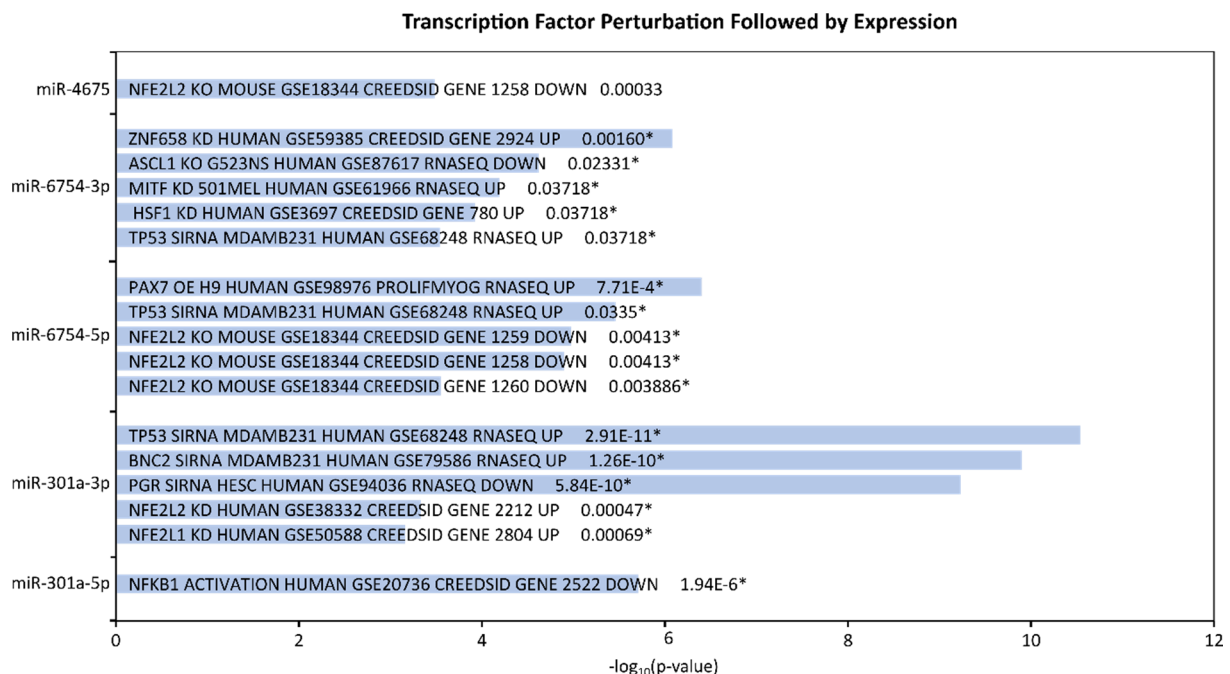 Transcription Factor Perturbation Followed by Expression
miR-4675
NFE2L2 KO MOUSE GSE18344 CREEDSID GENE 1258 DOWN 0.00033
miR-6754-3p
ZNF658 KD HUMAN GSE59385 CREEDSID GENE 2924 UP 0.00160*
ASCL1 KO G523NS HUMAN GSE87617 RNASEQ DOWN 0.02331*
MITF KD 501MEL HUMAN GSE61966 RNASEQ UP 0.03718*
HSF1 KD HUMAN GSE3697 CREEDSID GENE 780 UP 0.03718*
TP53 SIRNA MDAMB231 HUMAN GSE68248 RNASEQ UP 0.03718*
miR-6754-5p
PAX7 OE H9 HUMAN GSE98976 PROLIFMYOG RNASEQ UP 7.71E-4*
TP53 SIRNA MDAMB231 HUMAN GSE68248 RNASEQ UP 0.0335*
NFE2L2 KO MOUSE GSE18344 CREEDSID GENE 1259 DOWN 0.00413*
NFE2L2 KO MOUSE GSE18344 CREEDSID GENE 1258 DOWN 0.00413*
NFE2L2 KO MOUSE GSE18344 CREEDSID GENE 1260 DOWN 0.003886*
miR-301a-3p
TP53 SIRNA MDAMB231 HUMAN GSE68248 RNASEQ UP 2.91E-11*
BNC2 SIRNA MDAMB231 HUMAN GSE79586 RNASEQ UP 1.26E-10*
PGR SIRNA HESC HUMAN GSE94036 RNASEQ DOWN 5.84E-10*
NFE2L2 KD HUMAN GSE38332 CREEDSID GENE 2212 UP 0.00047*
NFE2L1 KD HUMAN GSE50588 CREEDSID GENE 2804 UP 0.00069*
miR-301a-5p
NFKB1 ACTIVATION HUMAN GSE20736 CREEDSID GENE 2522 DOWN 1.94E-6*
0 2 4 6 8 10 12
-log₁₀(p-value)